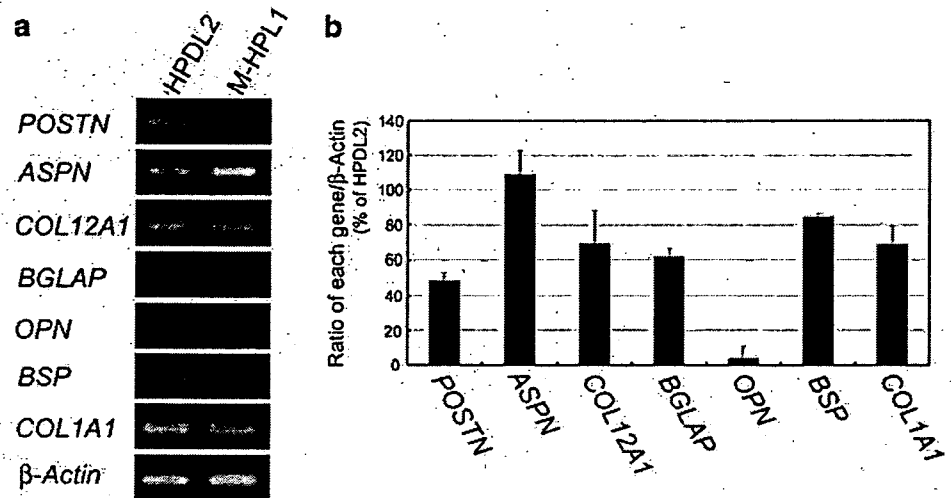 a
HPDL2
M-HPL1
POSTN
ASPN
COL12A1
BGLAP
OPN
BSP
COL1A1
β-Actin
b
Ratio of each gene/β-Actin
(% of HPDL2)
140
120
100
80
60
40
20
0
POSTN
ASPN
COL12A1
BGLAP
OPN
BSP
COL1A1